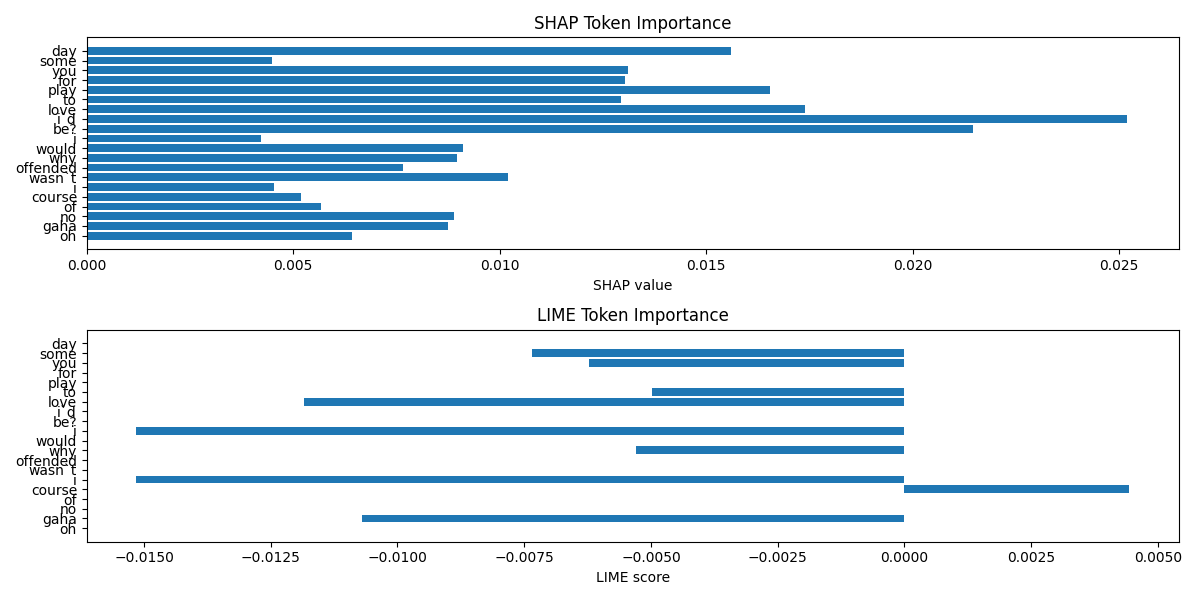 SHAP Token Importance
day
some
you
for
play
to
love
i`d
be?
i
would
why
offended
wasn`t
i
course
of
no
gaha
oh
0.000 0.005 0.010 0.015 0.020 0.025
SHAP value
LIME Token Importance
day
some
you
for
play
to
love
i`d
be?
i
would
why
offended
wasn`t
i
course
of
no
gaha
oh
−0.0150 −0.0125 −0.0100 −0.0075 −0.0050 −0.0025 0.0000 0.0025 0.0050
LIME score